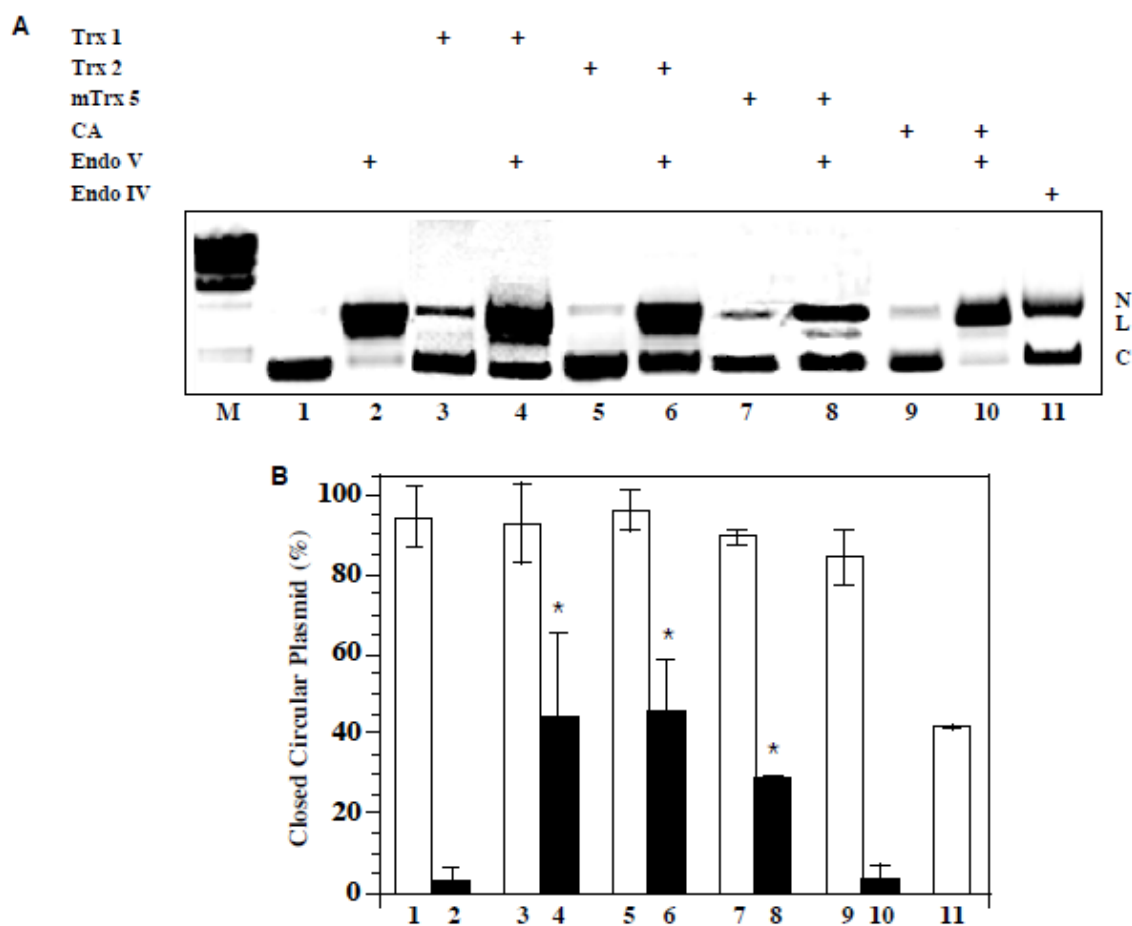 A
Trx 1 + +
Trx 2 + +
mTrx 5 + +
CA + +
Endo V + + + + +
Endo IV +
N
L
C
M 1 2 3 4 5 6 7 8 9 10 11
B
Closed Circular Plasmid (%)
100
80
60
40
20
0
* * *
1 2 3 4 5 6 7 8 9 10 11